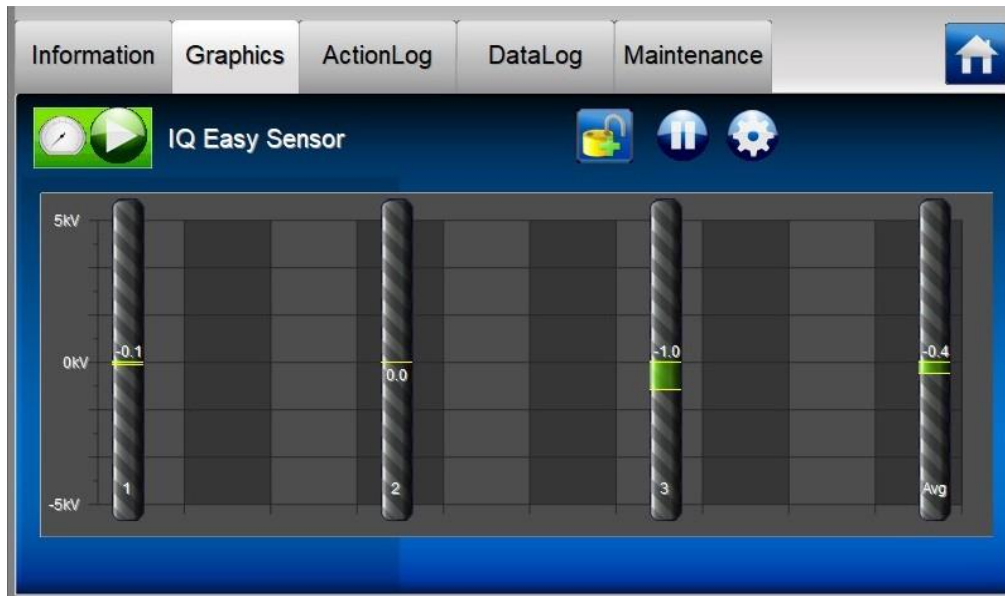 Information Graphics ActionLog DataLog Maintenance
IQ Easy Sensor
5kV
-0.1 -1.0 -0.4
0kV
0.0
1 2 3 Avg
-5kV